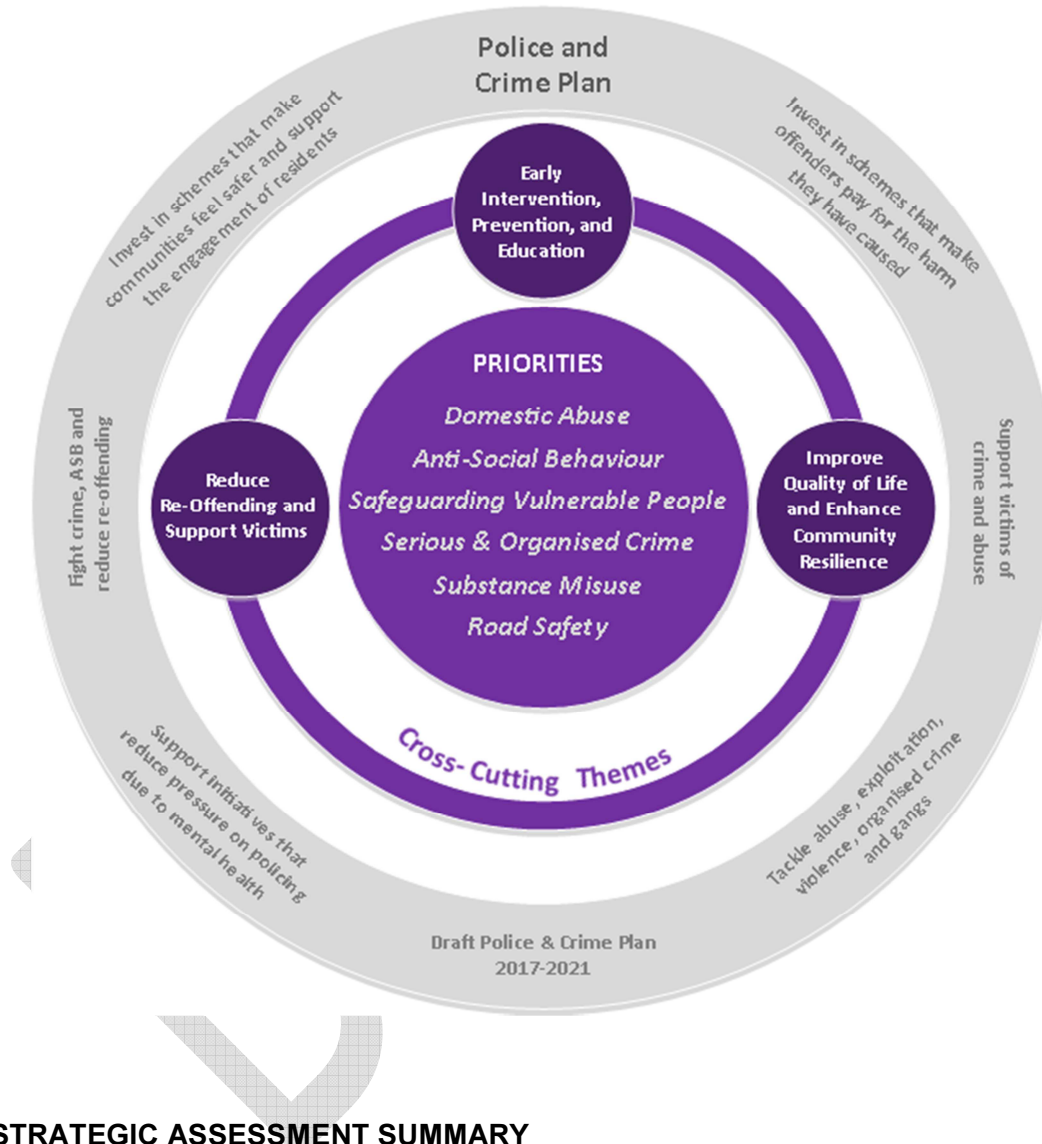 Police and
Crime Plan
Invest in schemes that make
communities feel safer and support
the engagement of residents
Invest in schemes that make
offenders pay for the harm
they have caused
Early
Intervention,
Prevention, and
Education
PRIORITIES
Domestic Abuse
Anti-Social Behaviour
Safeguarding Vulnerable People
Serious & Organised Crime
Substance Misuse
Road Safety
Fight crime, ASB and
reduce re-offending
Reduce
Re-Offending and
Support Victims
Improve
Quality of Life
and Enhance
Community
Resilience
Support victims of
crime and abuse
Cross- Cutting Themes
Support initiatives that
reduce pressure on policing
due to mental health
Tackle abuse, exploitation,
violence, organised crime
and gangs
Draft Police & Crime Plan
2017-2021
STRATEGIC ASSESSMENT SUMMARY